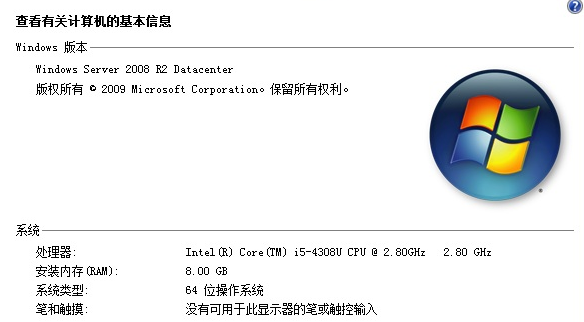 查看有关计算机的基本信息
Windows 版本
Windows Server 2008 R2 Datacenter
版权所有 © 2009 Microsoft Corporation。保留所有权利。
系统
处理器: Intel(R) Core(TM) i5-4308U CPU @ 2.80GHz 2.80 GHz
安装内存(RAM): 8.00 GB
系统类型: 64 位操作系统
笔和触摸: 没有可用于此显示器的笔或触控输入